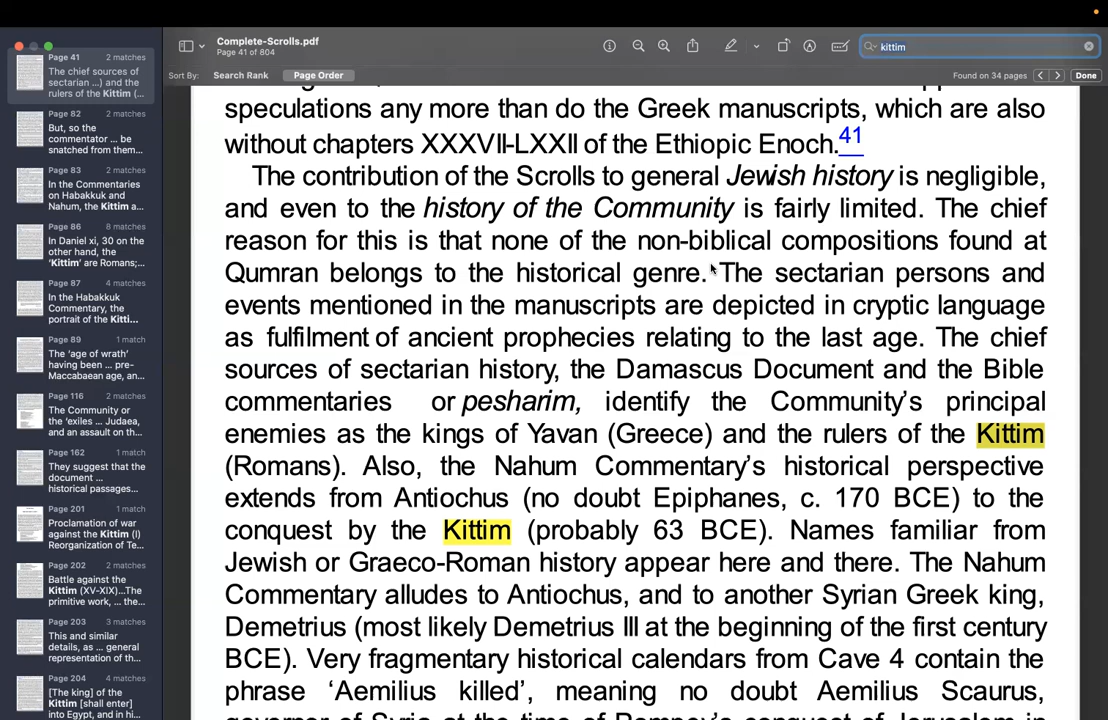 Complete-Scrolls.pdf
Page 41 of 804
kittim
Sort By: Search Rank Page Order
Found on 34 pages
Done
Page 41 2 matches
The chief sources of
sectarian ...) and the
rulers of the Kittim (...
Page 82 2 matches
But, so the
commentator ... be
snatched from them...
Page 83 2 matches
In the Commentaries
on Habakkuk and
Nahum, the Kittim a...
Page 86 8 matches
In Daniel xi, 30 on the
other hand, the
'Kittim' are Romans;...
Page 87 4 matches
In the Habakkuk
Commentary, the
portrait of the Kitti...
Page 89 1 match
The 'age of wrath'
having been ... pre-
Maccabaean age, an...
Page 116 2 matches
The Community or
the 'exiles ... Judaea,
and an assault on th...
Page 162 1 match
They suggest that the
document ...
historical passages...
Page 201 1 match
Proclamation of war
against the Kittim (I)
Reorganization of Te...
Page 202 2 matches
Battle against the
Kittim (XV-XIX)...The
primitive work, ... the...
Page 203 3 matches
This and similar
details, as ... general
representation of th...
Page 204 4 matches
[The king] of the
Kittim [shall enter]
into Egypt, and in hi...
speculations any more than do the Greek manuscripts, which are also
without chapters XXXVII-LXXII of the Ethiopic Enoch.41
The contribution of the Scrolls to general Jewish history is negligible,
and even to the history of the Community is fairly limited. The chief
reason for this is that none of the non-biblical compositions found at
Qumran belongs to the historical genre. The sectarian persons and
events mentioned in the manuscripts are depicted in cryptic language
as fulfilment of ancient prophecies relating to the last age. The chief
sources of sectarian history, the Damascus Document and the Bible
commentaries or pesharim, identify the Community's principal
enemies as the kings of Yavan (Greece) and the rulers of the Kittim
(Romans). Also, the Nahum Commentary's historical perspective
extends from Antiochus (no doubt Epiphanes, c. 170 BCE) to the
conquest by the Kittim (probably 63 BCE). Names familiar from
Jewish or Graeco-Roman history appear here and there. The Nahum
Commentary alludes to Antiochus, and to another Syrian Greek king,
Demetrius (most likely Demetrius III at the beginning of the first century
BCE). Very fragmentary historical calendars from Cave 4 contain the
phrase 'Aemilius killed', meaning no doubt Aemilius Scaurus,
governor of Syria at the time of Pompey's conquest of Jerusalem in